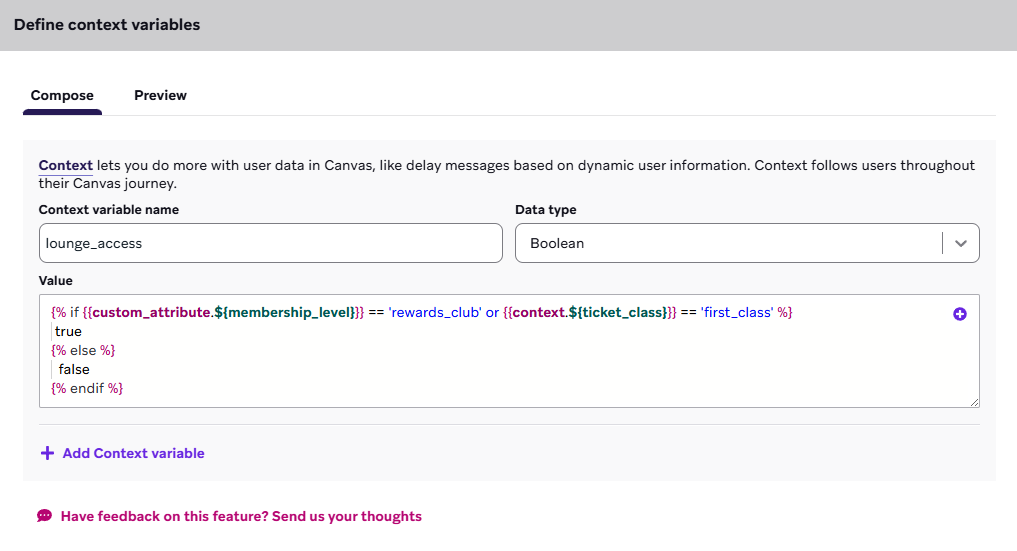 Define context variables
Compose Preview
Context lets you do more with user data in Canvas, like delay messages based on dynamic user information. Context follows users throughout
their Canvas journey.
Context variable name Data type
lounge_access Boolean
Value
{% if {{custom_attribute.${membership_level}}} == 'rewards_club' or {{context.${ticket_class}}} == 'first_class' %}
true
{% else %}
false
{% endif %}
Add Context variable
Have feedback on this feature? Send us your thoughts